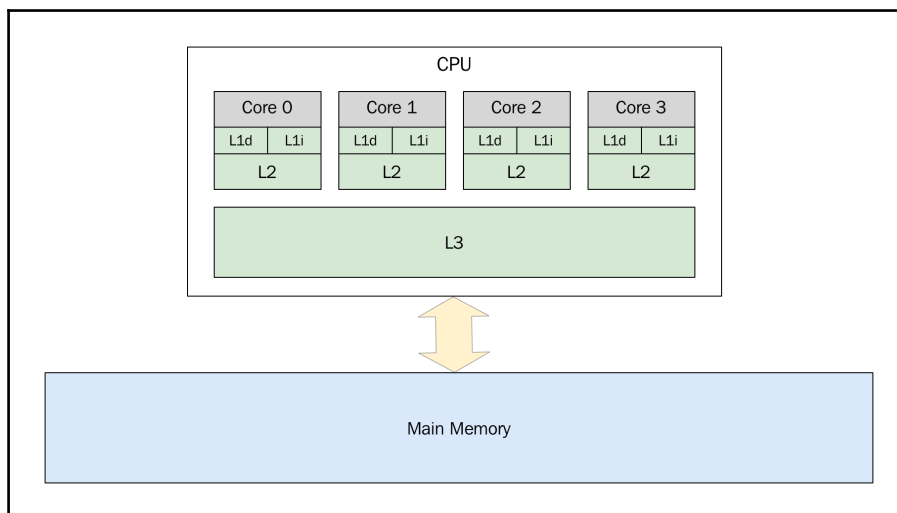 CPU
Core 0 Core 1 Core 2 Core 3
L1d L1i L1d L1i L1d L1i L1d L1i
L2 L2 L2 L2
L3
Main Memory